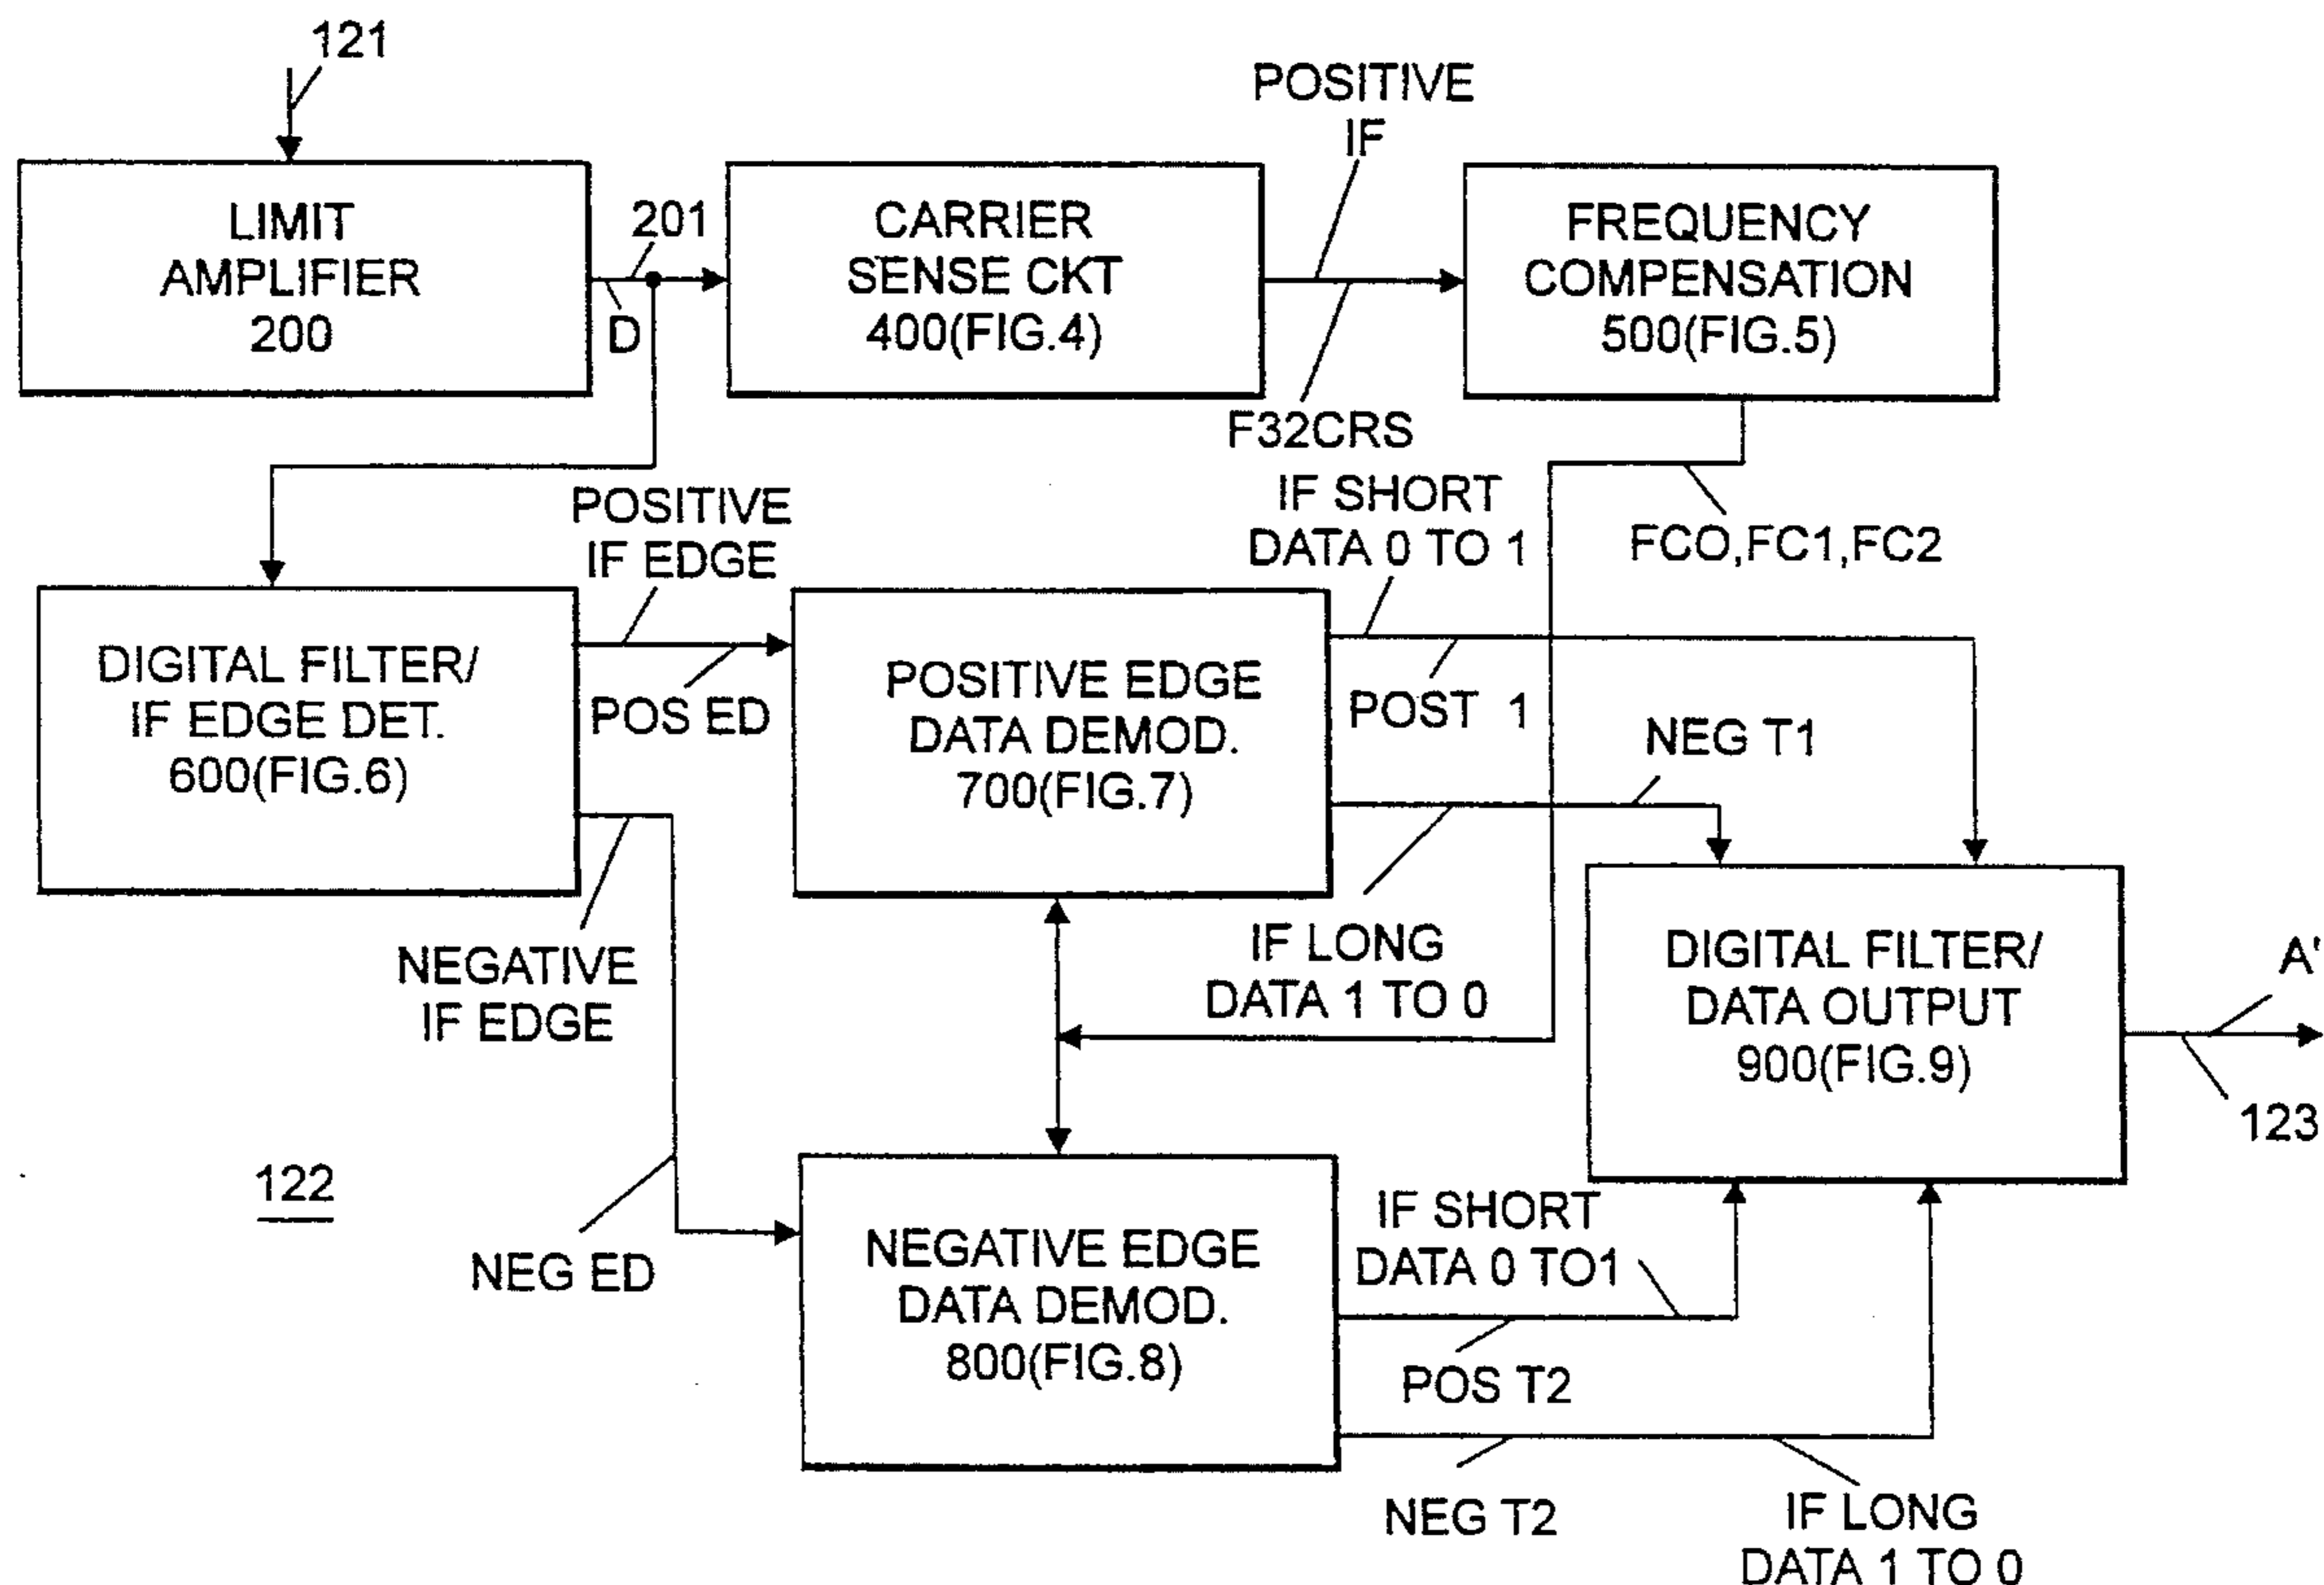 121
LIMIT
AMPLIFIER
200
201
D
CARRIER
SENSE CKT
400(FIG.4)
POSITIVE
IF
F32CRS
FREQUENCY
COMPENSATION
500(FIG.5)
FCO,FC1,FC2
DIGITAL FILTER/
IF EDGE DET.
600(FIG.6)
POSITIVE
IF EDGE
POS ED
NEGATIVE
IF EDGE
NEG ED
POSITIVE EDGE
DATA DEMOD.
700(FIG.7)
IF SHORT
DATA 0 TO 1
POST 1
NEG T1
IF LONG
DATA 1 TO 0
DIGITAL FILTER/
DATA OUTPUT
900(FIG.9)
A'
123
122
NEGATIVE EDGE
DATA DEMOD.
800(FIG.8)
IF SHORT
DATA 0 TO1
POS T2
NEG T2
IF LONG
DATA 1 TO 0